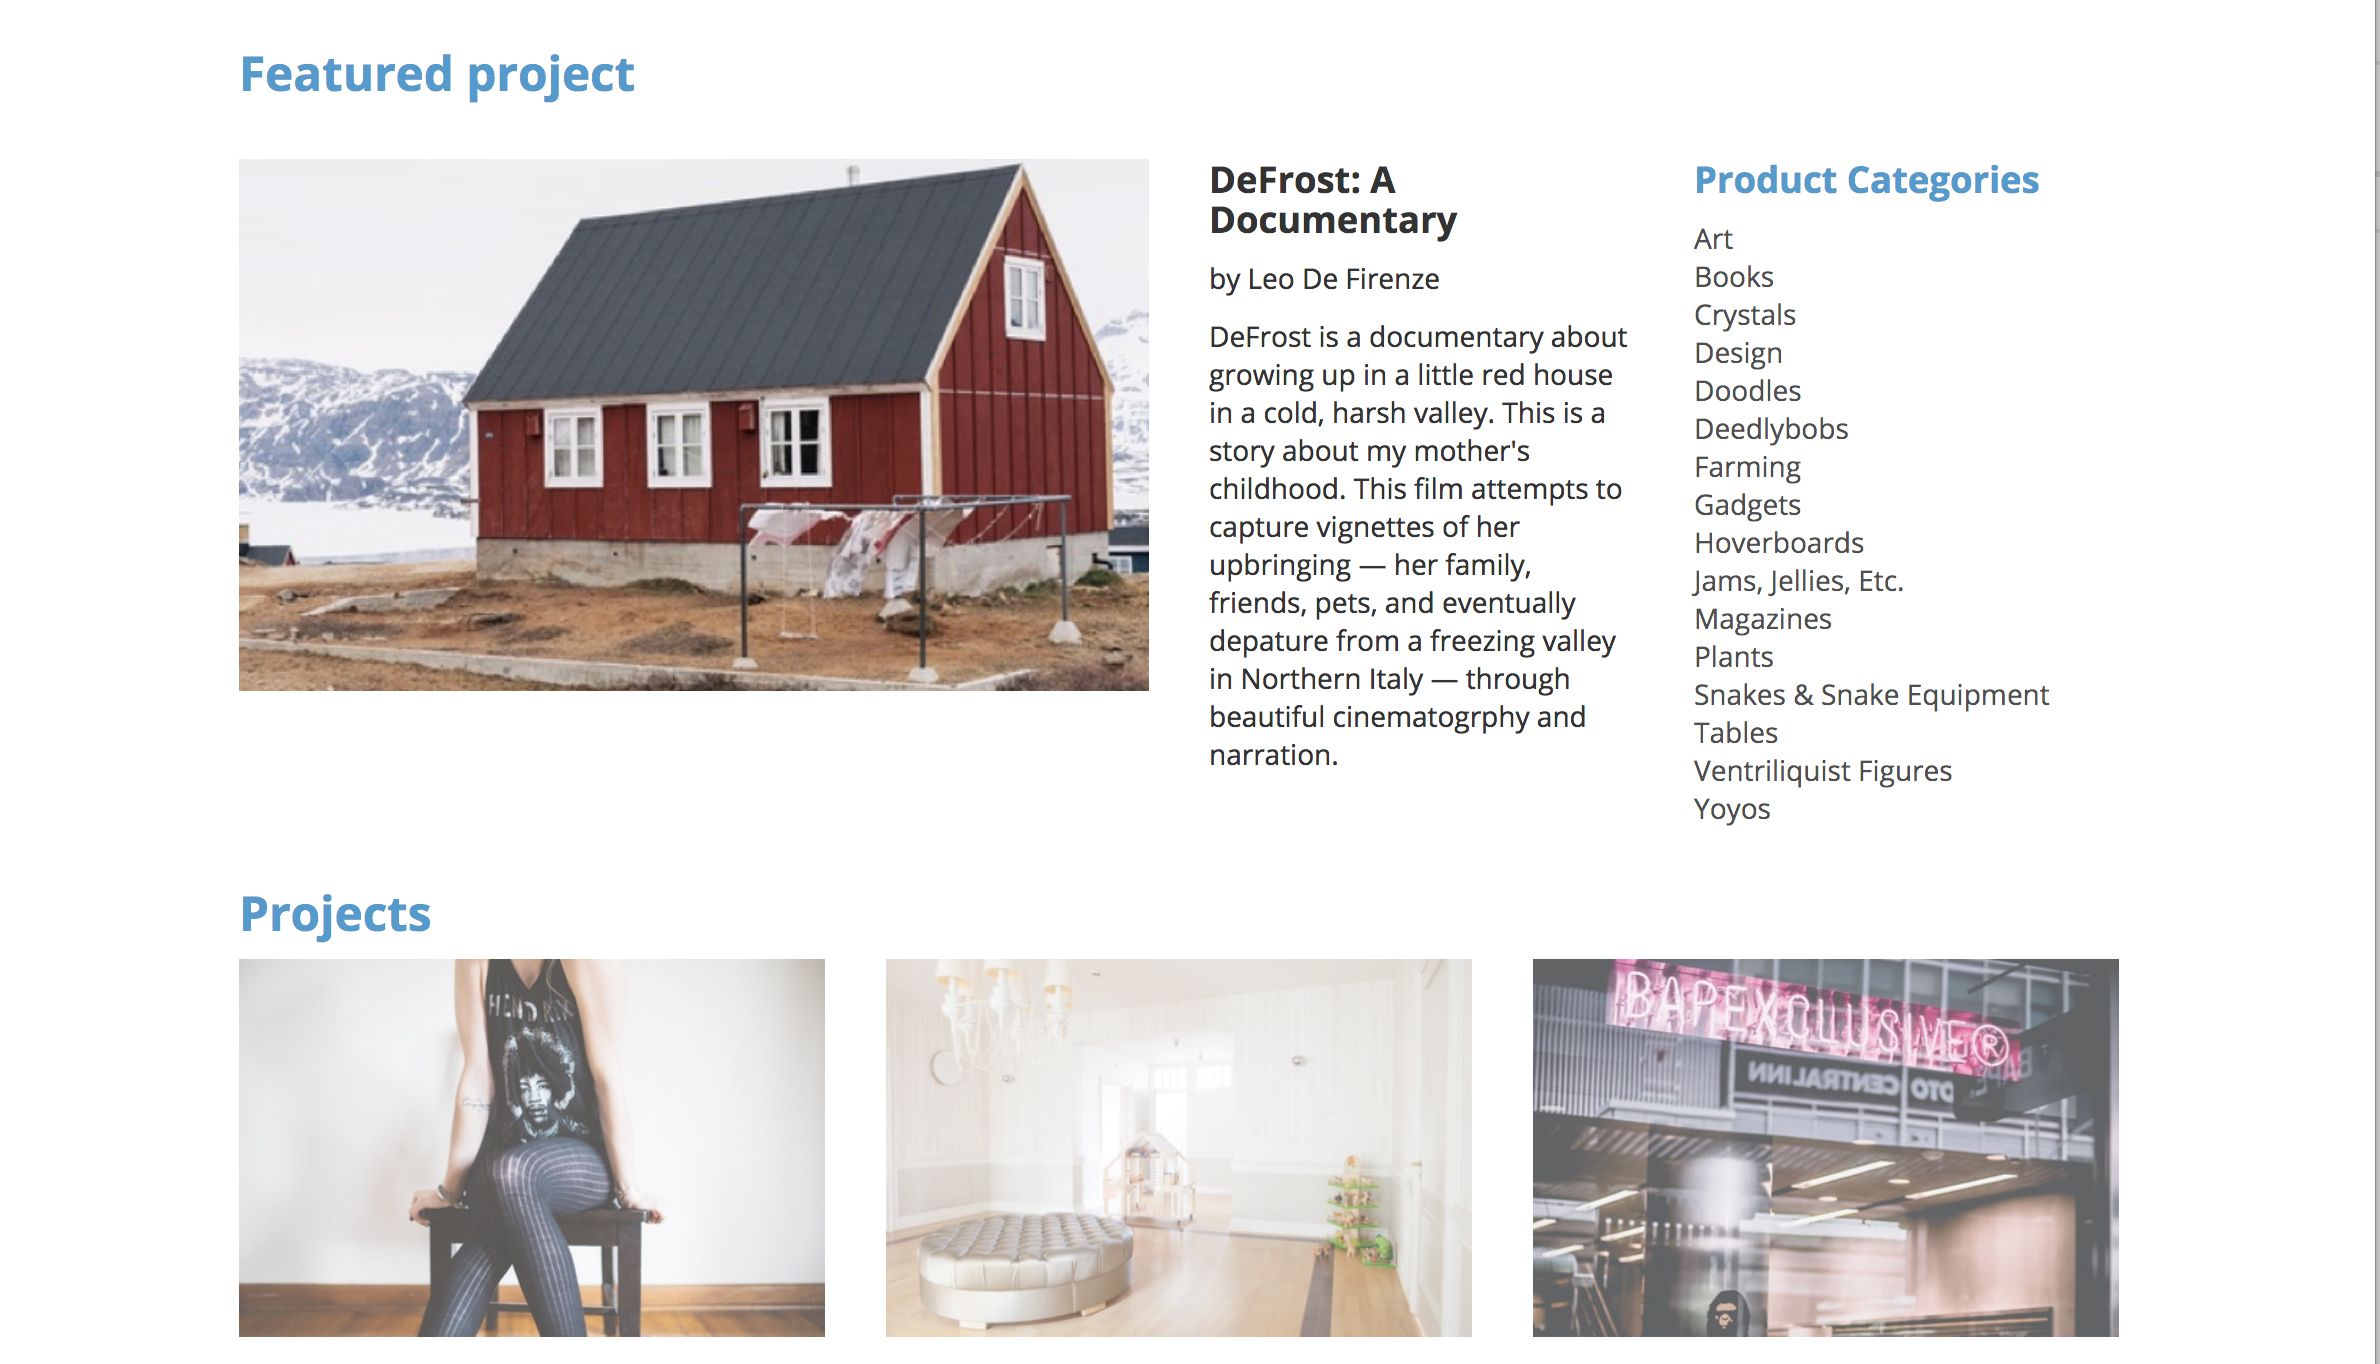 Featured project
DeFrost: A
Documentary
by Leo De Firenze
DeFrost is a documentary about
growing up in a little red house
in a cold, harsh valley. This is a
story about my mother's
childhood. This film attempts to
capture vignettes of her
upbringing — her family,
friends, pets, and eventually
depature from a freezing valley
in Northern Italy — through
beautiful cinematogrphy and
narration.
Product Categories
Art
Books
Crystals
Design
Doodles
Deedlybobs
Farming
Gadgets
Hoverboards
Jams, Jellies, Etc.
Magazines
Plants
Snakes & Snake Equipment
Tables
Ventriliquist Figures
Yoyos
Projects
HENDRIX
BAPEXCLUSIVE®
OTO CENTRAL INN